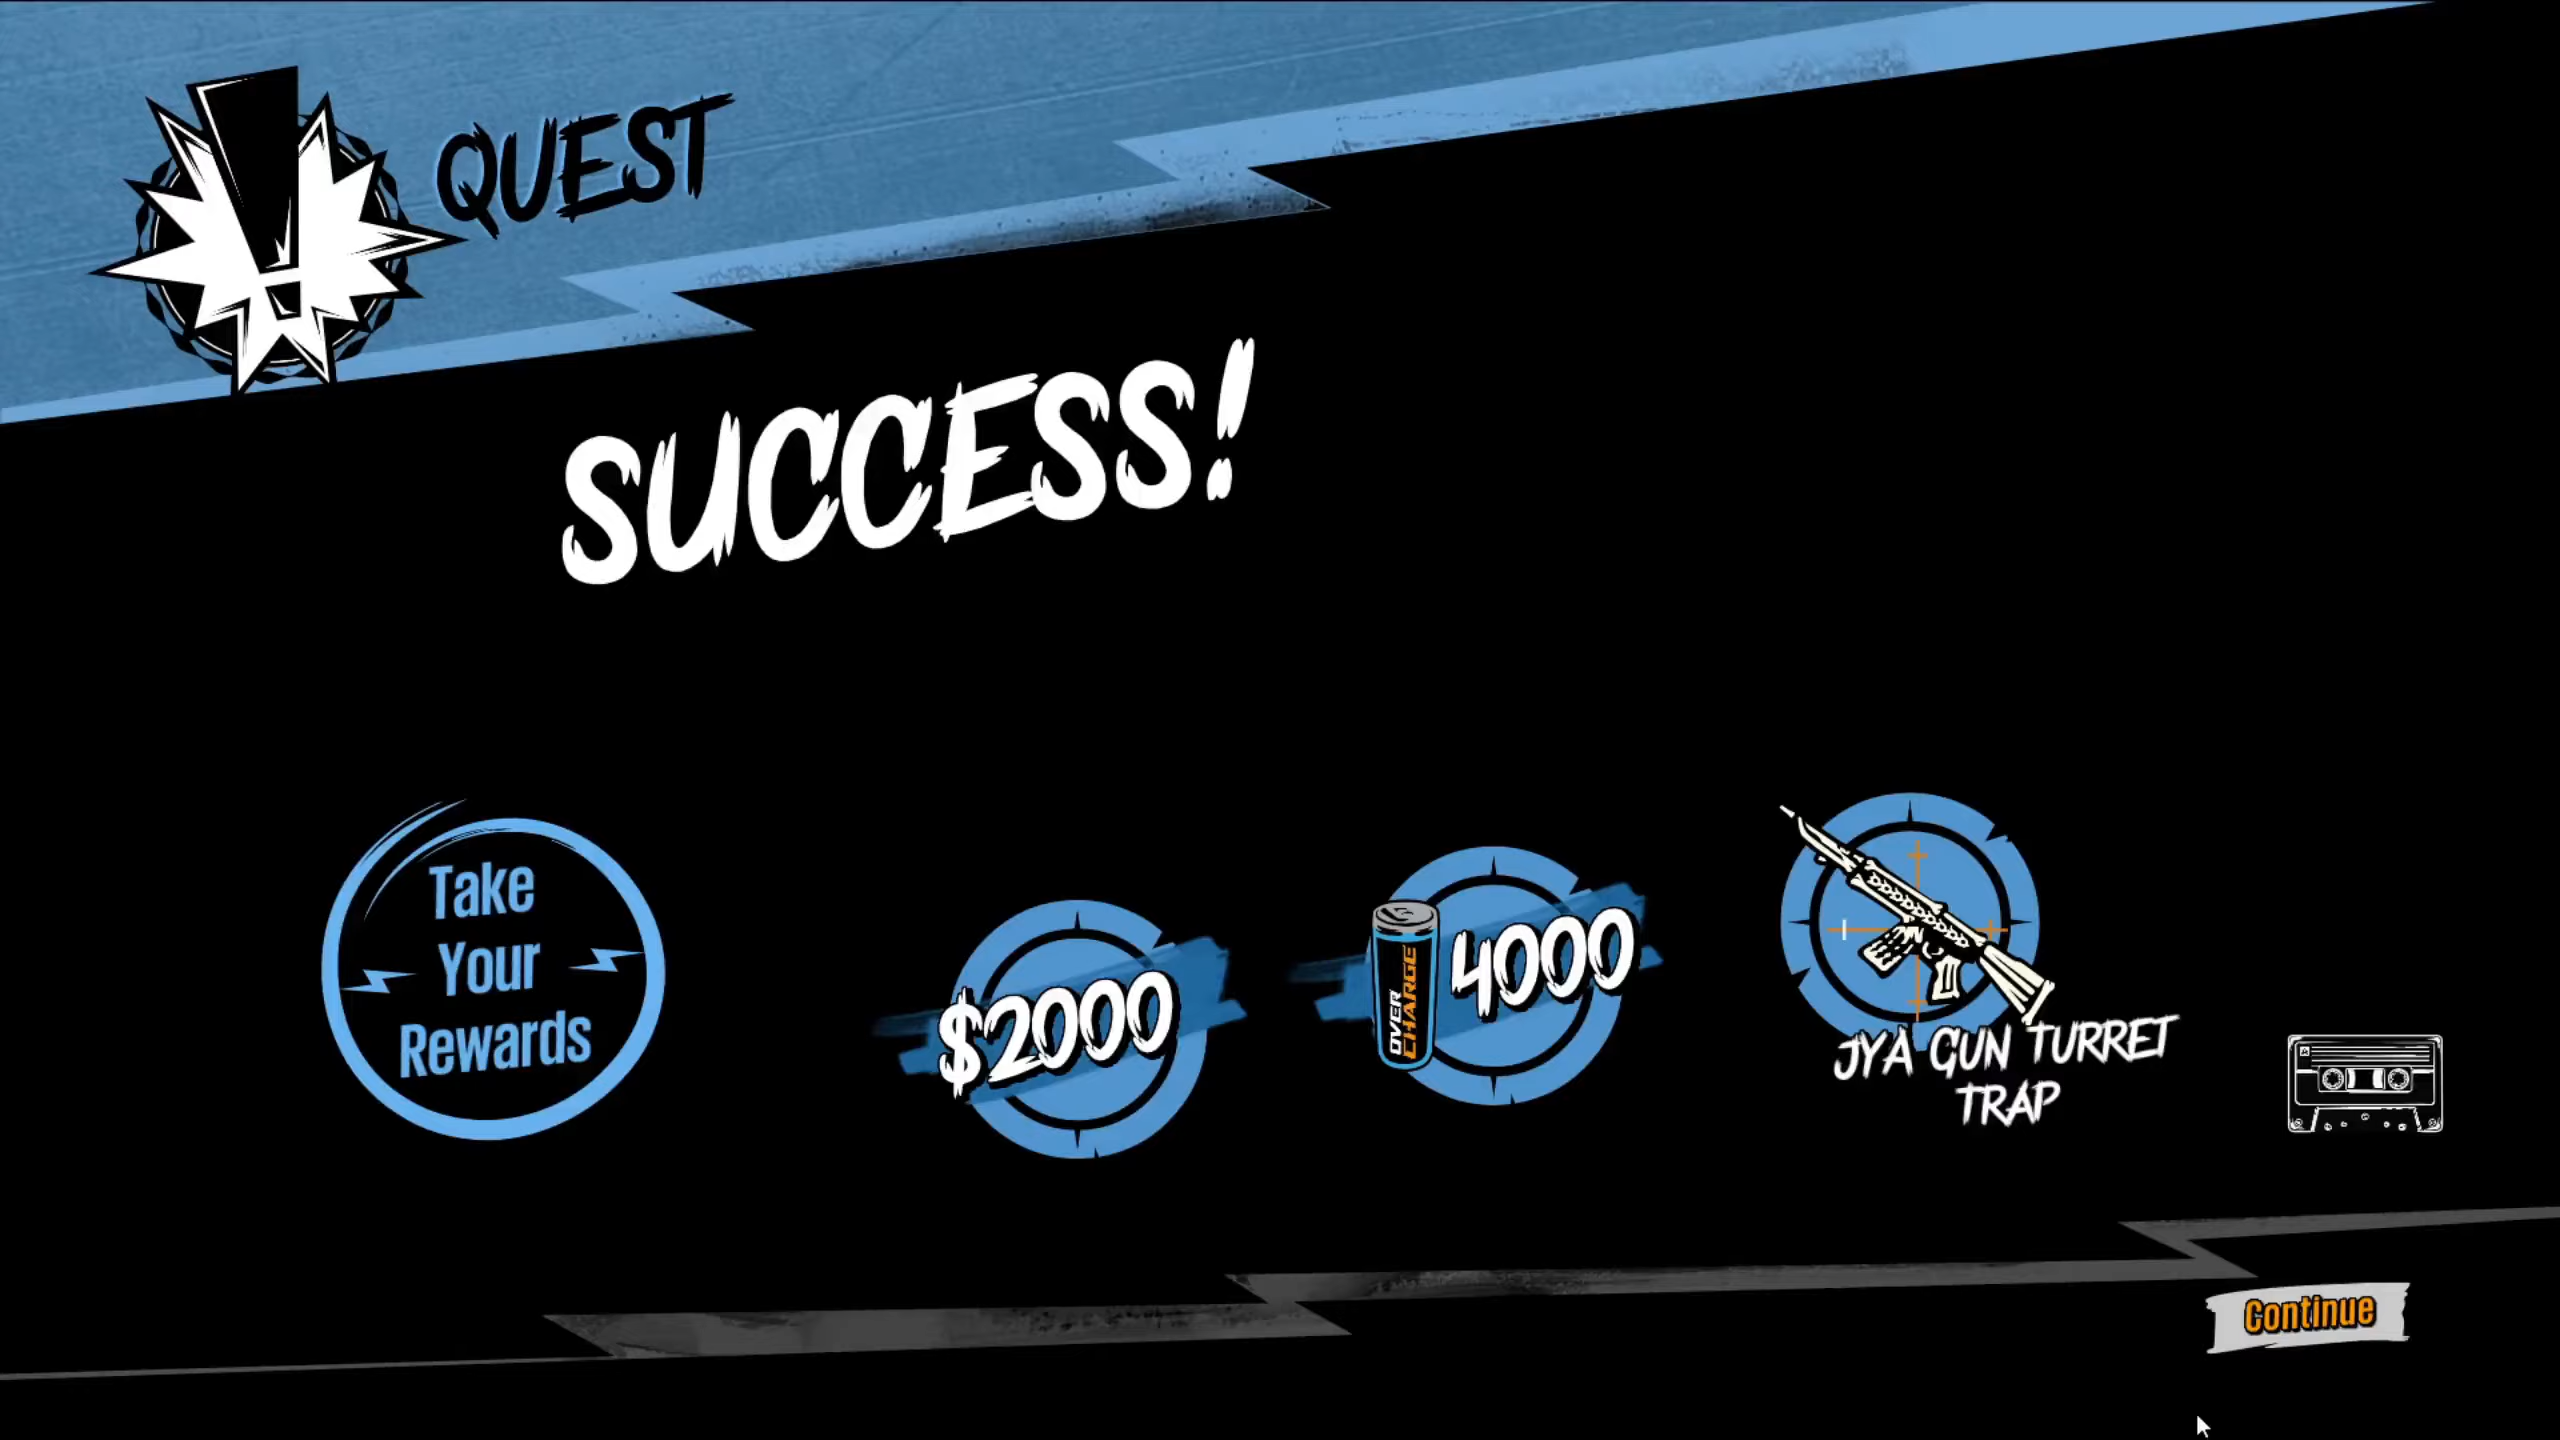 QUEST
SUCCESS!
Take
Your
Rewards
$2000
OVER
CHARGE
4000
JYA GUN TURRET
TRAP
A
Continue